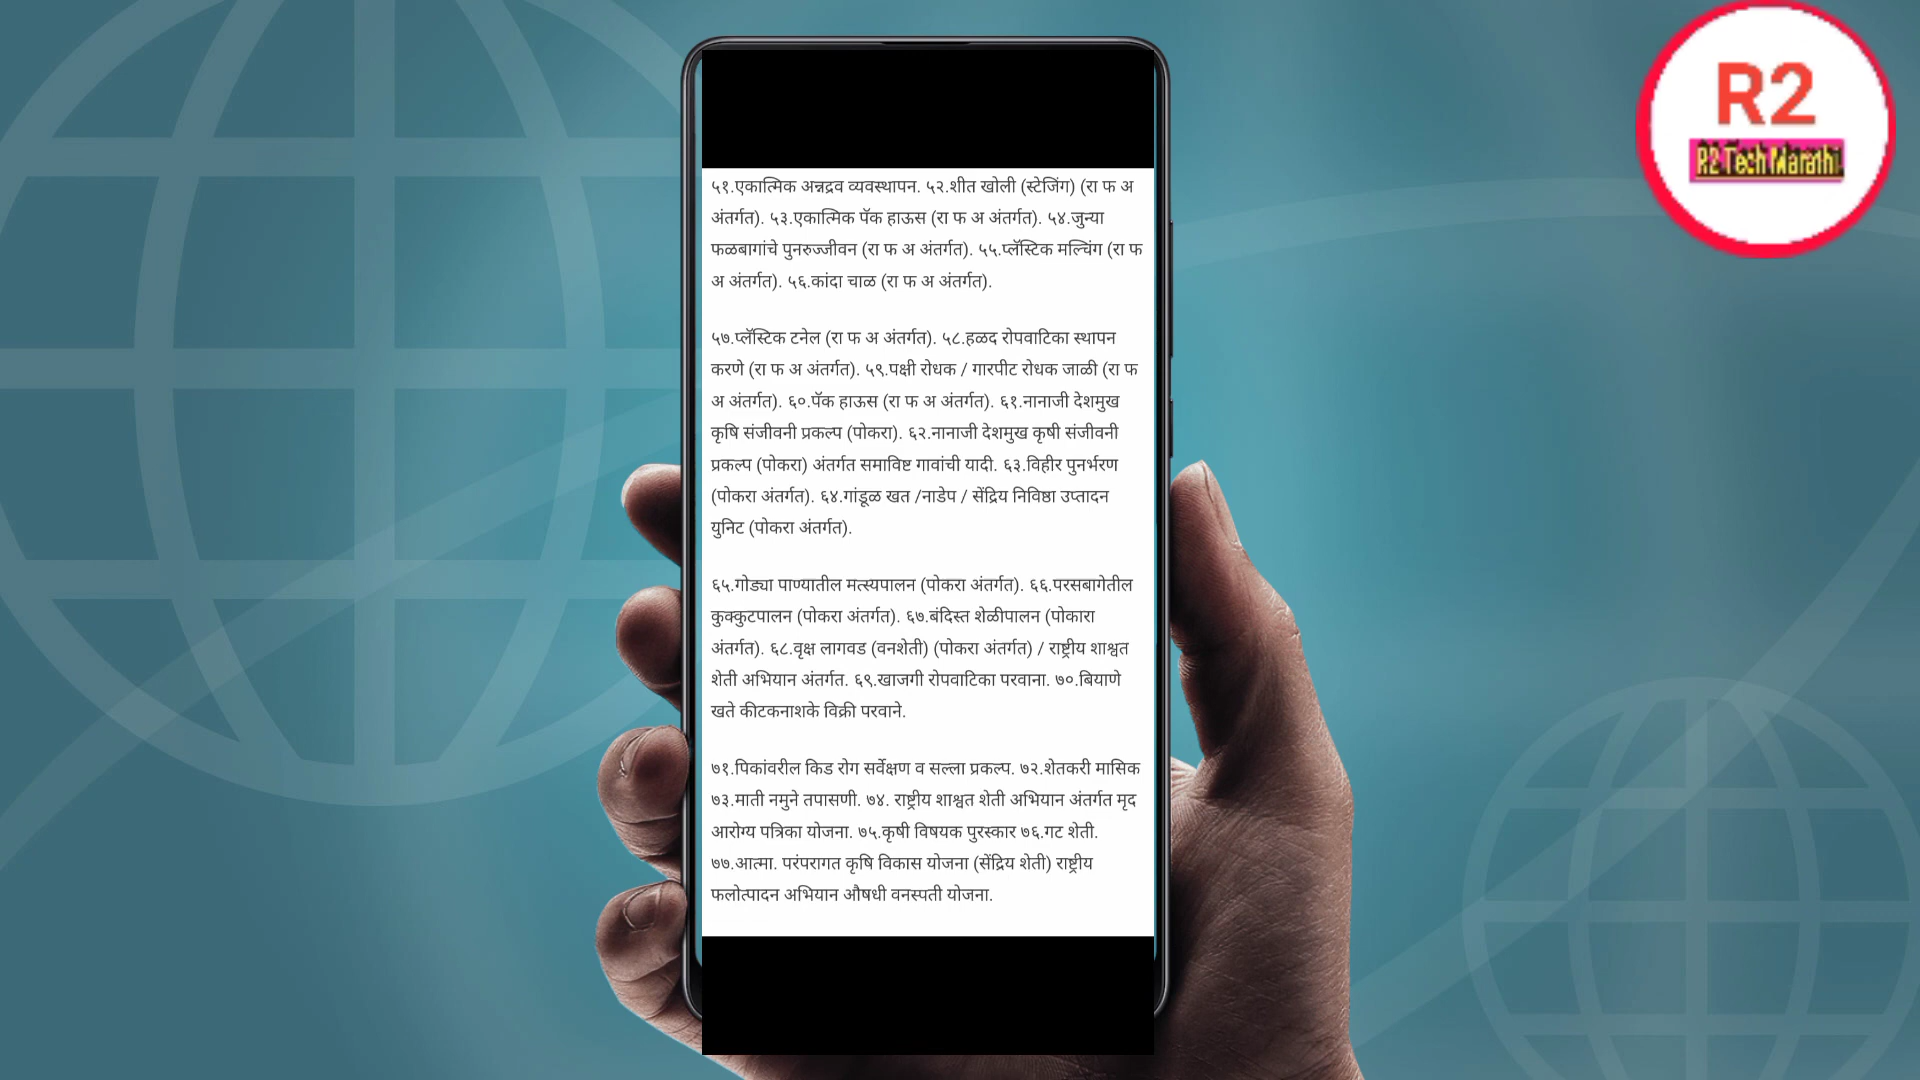 R2
R2 Tech Marathi
५१.एकात्मिक अन्नद्रव व्यवस्थापन. ५२.शीत खोली (स्टेजिंग) (रा फ अ
अंतर्गत). ५३.एकात्मिक पॅक हाऊस (रा फ अ अंतर्गत). ५४.जुन्या
फळबागांचे पुनरुज्जीवन (रा फ अ अंतर्गत). ५५.प्लॅस्टिक मल्चिंग (रा फ
अ अंतर्गत). ५६.कांदा चाळ (रा फ अ अंतर्गत).
५७.प्लॅस्टिक टनेल (रा फ अ अंतर्गत). ५८.हळद रोपवाटिका स्थापन
करणे (रा फ अ अंतर्गत). ५९.पक्षी रोधक / गारपीट रोधक जाळी (रा फ
अ अंतर्गत). ६०.पॅक हाऊस (रा फ अ अंतर्गत). ६१.नानाजी देशमुख
कृषि संजीवनी प्रकल्प (पोकरा). ६२.नानाजी देशमुख कृषी संजीवनी
प्रकल्प (पोकरा) अंतर्गत समाविष्ट गावांची यादी. ६३.विहीर पुनर्भरण
(पोकरा अंतर्गत). ६४.गांडूळ खत /नाडेप / सेंद्रिय निविष्ठा उप्तादन
युनिट (पोकरा अंतर्गत).
६५.गोड्या पाण्यातील मत्स्यपालन (पोकरा अंतर्गत). ६६.परसबागेतील
कुक्कुटपालन (पोकरा अंतर्गत). ६७.बंदिस्त शेळीपालन (पोकारा
अंतर्गत). ६८.वृक्ष लागवड (वनशेती) (पोकरा अंतर्गत) / राष्ट्रीय शाश्वत
शेती अभियान अंतर्गत. ६९.खाजगी रोपवाटिका परवाना. ७०.बियाणे
खते कीटकनाशके विक्री परवाने.
७१.पिकांवरील किड रोग सर्वेक्षण व सल्ला प्रकल्प. ७२.शेतकरी मासिक
७३.माती नमुने तपासणी. ७४. राष्ट्रीय शाश्वत शेती अभियान अंतर्गत मृद
आरोग्य पत्रिका योजना. ७५.कृषी विषयक पुरस्कार ७६.गट शेती.
७७.आत्मा. परंपरागत कृषि विकास योजना (सेंद्रिय शेती) राष्ट्रीय
फलोत्पादन अभियान औषधी वनस्पती योजना.